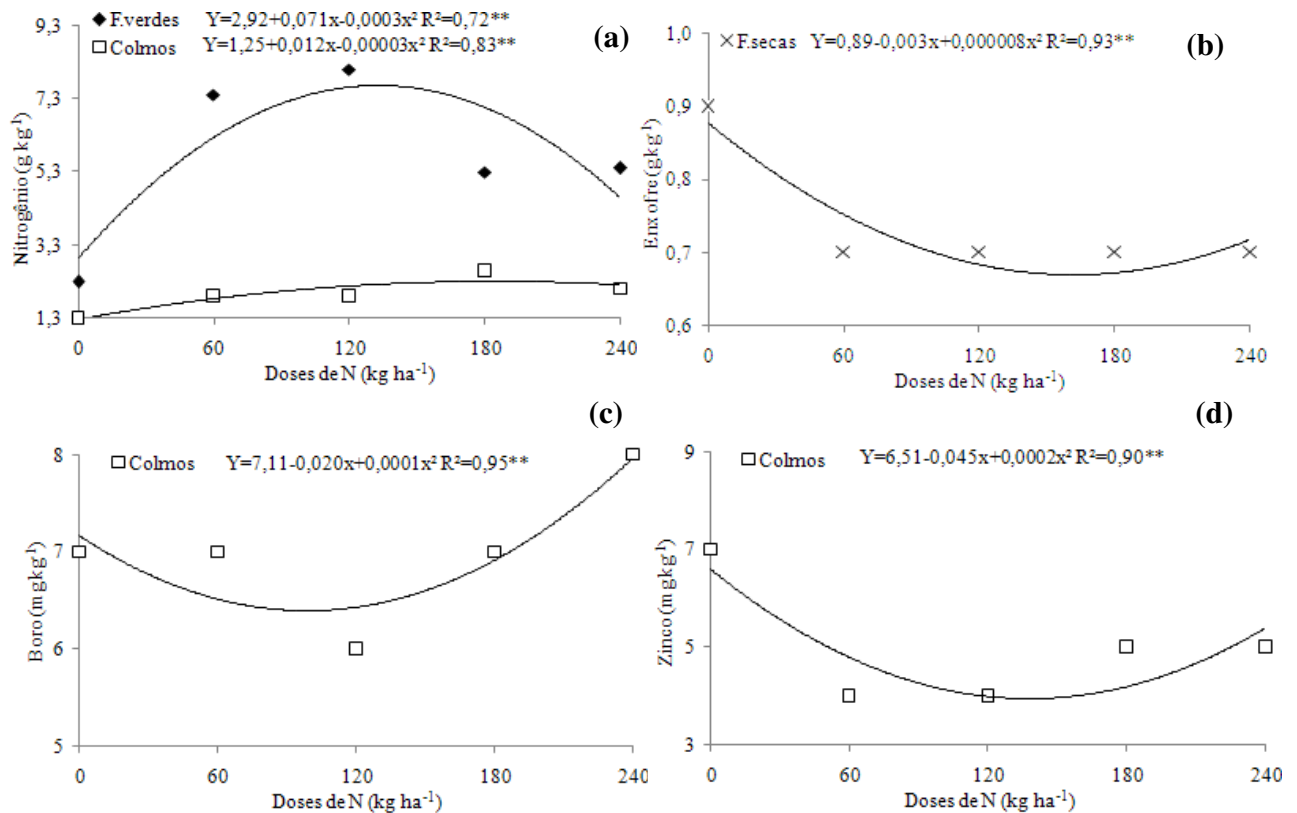 ◆ F.verdes Y=2,92+0,071x-0,0003x² R²=0,72**
□ Colmos Y=1,25+0,012x-0,00003x² R²=0,83**
(a)
9,3
7,3
5,3
3,3
1,3
Nitrogênio (g kg⁻¹)
0 60 120 180 240
Doses de N (kg ha⁻¹)
× F.secas Y=0,89-0,003x+0,000008x² R²=0,93**
(b)
1,0
0,9
0,8
0,7
0,6
Enxofre (g kg⁻¹)
0 60 120 180 240
Doses de N (kg ha⁻¹)
(c)
□ Colmos Y=7,11-0,020x+0,0001x² R²=0,95**
8
7
6
5
Boro (mg kg⁻¹)
0 60 120 180 240
Doses de N (kg ha⁻¹)
(d)
□ Colmos Y=6,51-0,045x+0,0002x² R²=0,90**
9
7
5
3
Zinco (mg kg⁻¹)
0 60 120 180 240
Doses de N (kg ha⁻¹)